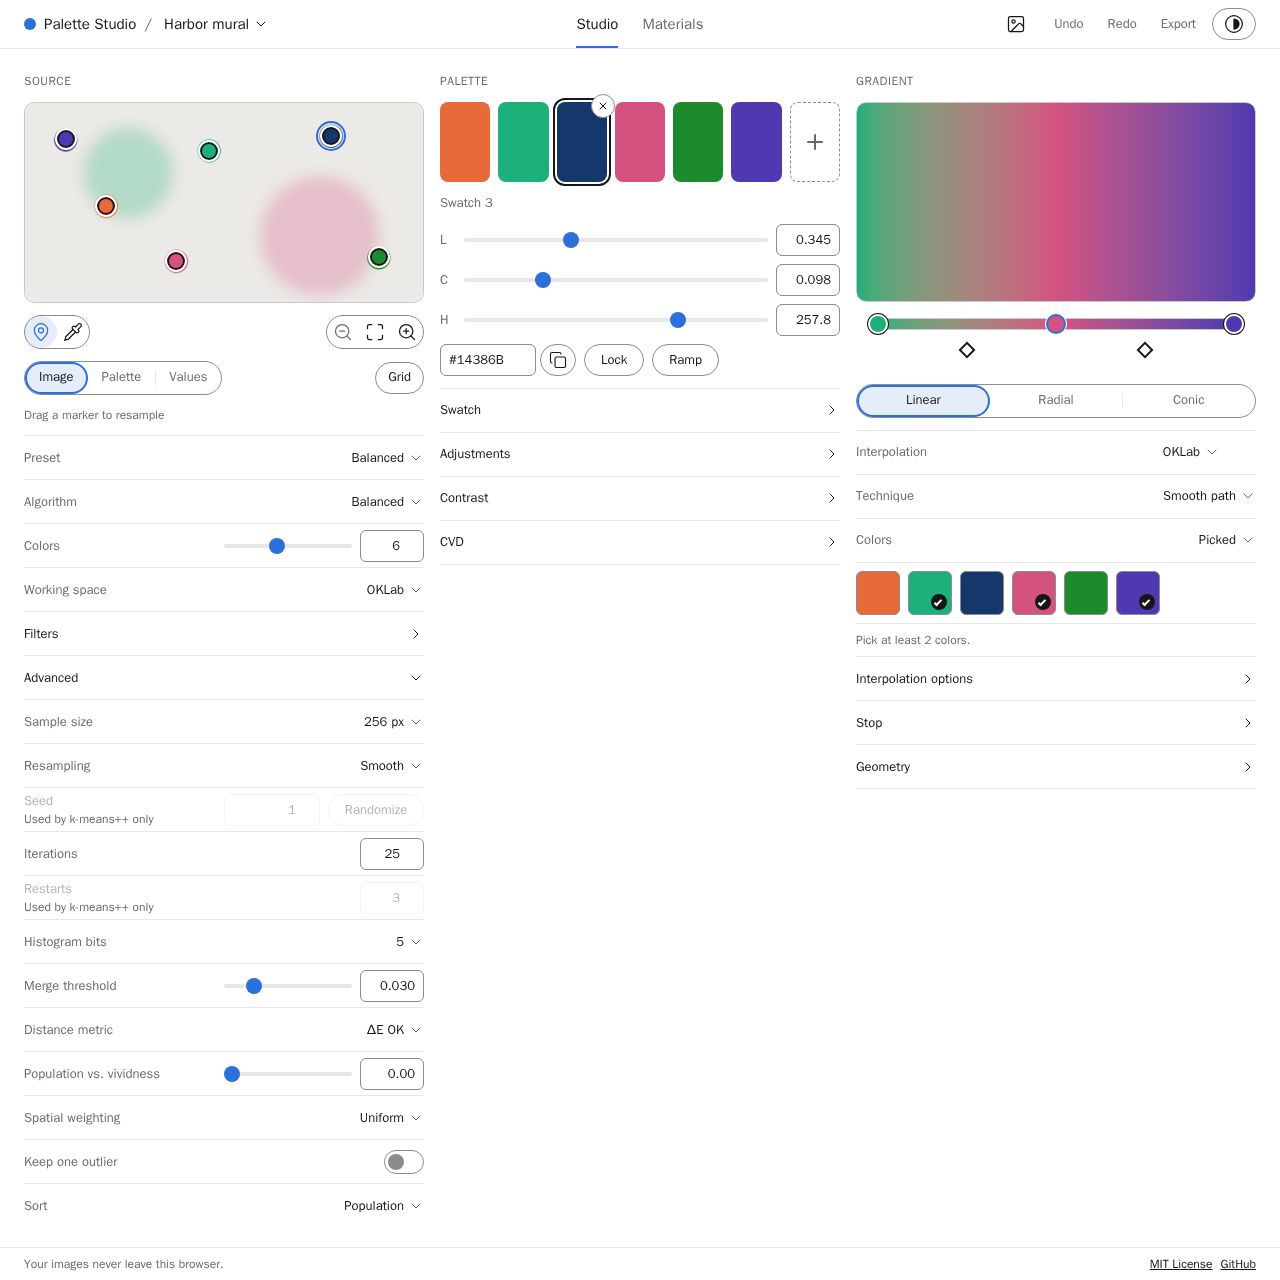 Palette Studio / Harbor mural
Studio
Materials
Undo
Redo
Export
SOURCE
Image
Palette
Values
Grid
Drag a marker to resample
Preset
Balanced
Algorithm
Balanced
Colors
6
Working space
OKLab
Filters
Advanced
Sample size
256 px
Resampling
Smooth
Seed
Used by k-means++ only
1
Randomize
Iterations
25
Restarts
Used by k-means++ only
3
Histogram bits
5
Merge threshold
0.030
Distance metric
ΔE OK
Population vs. vividness
0.00
Spatial weighting
Uniform
Keep one outlier
Sort
Population
PALETTE
Swatch 3
L
0.345
C
0.098
H
257.8
#14386B
Lock
Ramp
Swatch
Adjustments
Contrast
CVD
GRADIENT
Linear
Radial
Conic
Interpolation
OKLab
Technique
Smooth path
Colors
Picked
Pick at least 2 colors.
Interpolation options
Stop
Geometry
Your images never leave this browser.
MIT License
GitHub